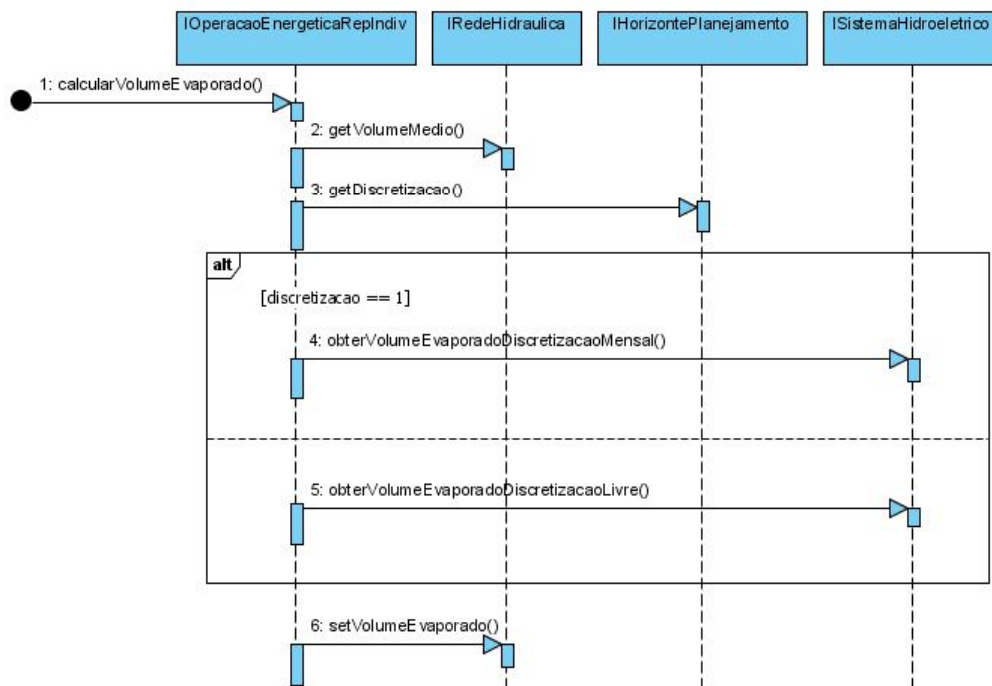 IOperacaoEnergeticaRepIndiv IRedeHidraulica IHorizontePlanejamento ISistemaHidroeletrico
1: calcularVolumeEvaporado()
2: getVolumeMedio()
3: getDiscretizacao()
alt
[discretizacao == 1]
4: obterVolumeEvaporadoDiscretizacaoMensal()
5: obterVolumeEvaporadoDiscretizacaoLivre()
6: setVolumeEvaporado()